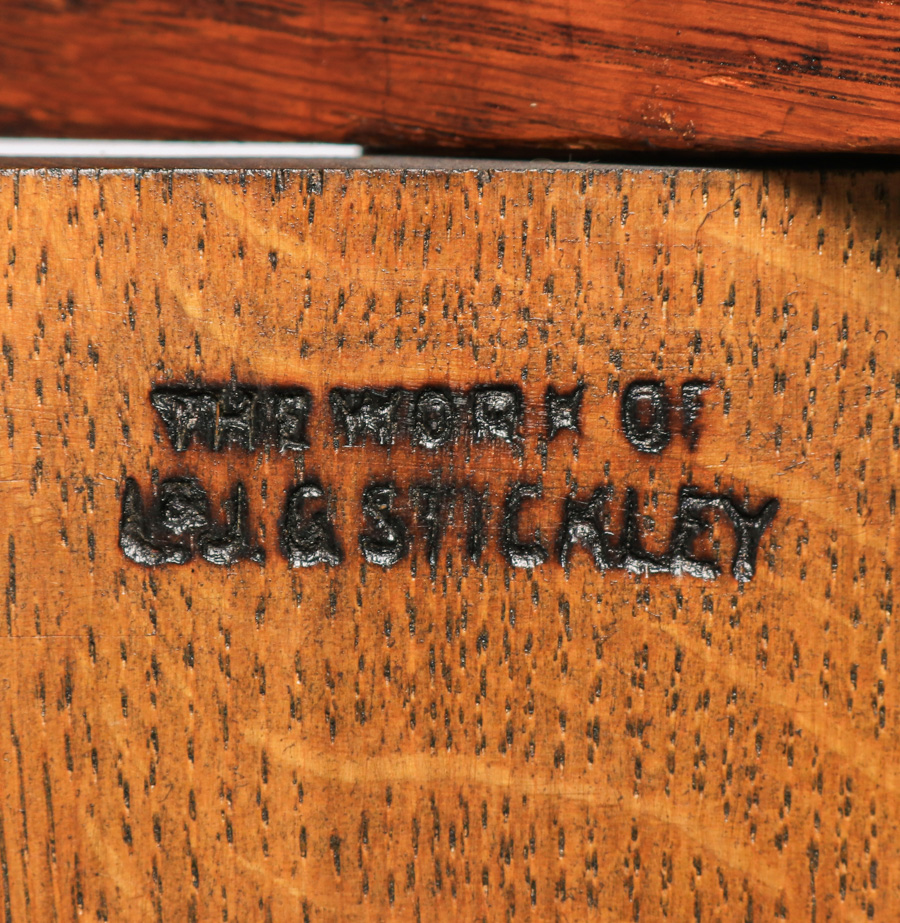 THE WORK OF
L. & J. G. STICKLEY